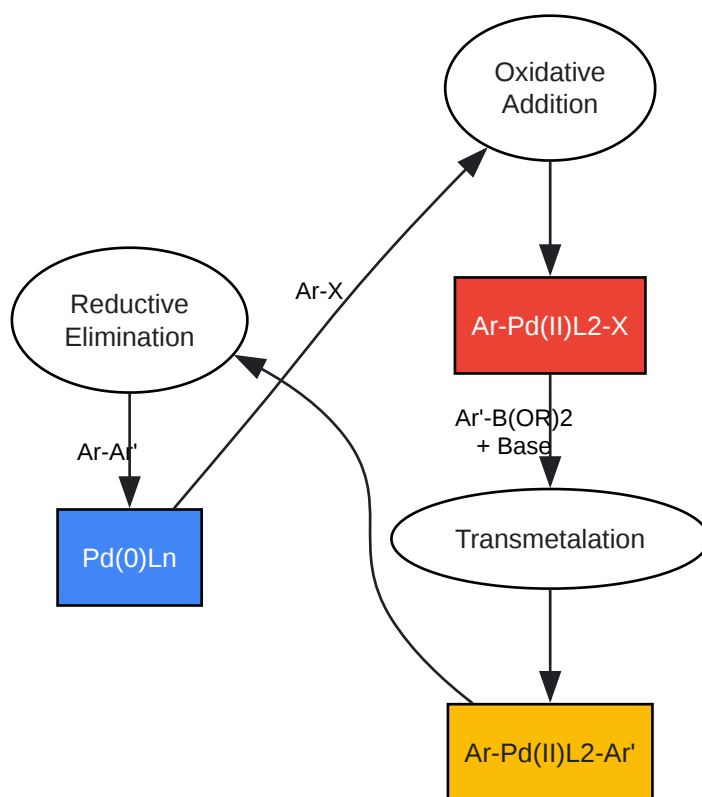 Oxidative
Addition
Reductive
Elimination
Ar-X
Ar-Pd(II)L2-X
Ar'-B(OR)2
+ Base
Ar-Ar'
Pd(0)Ln
Transmetalation
Ar-Pd(II)L2-Ar'